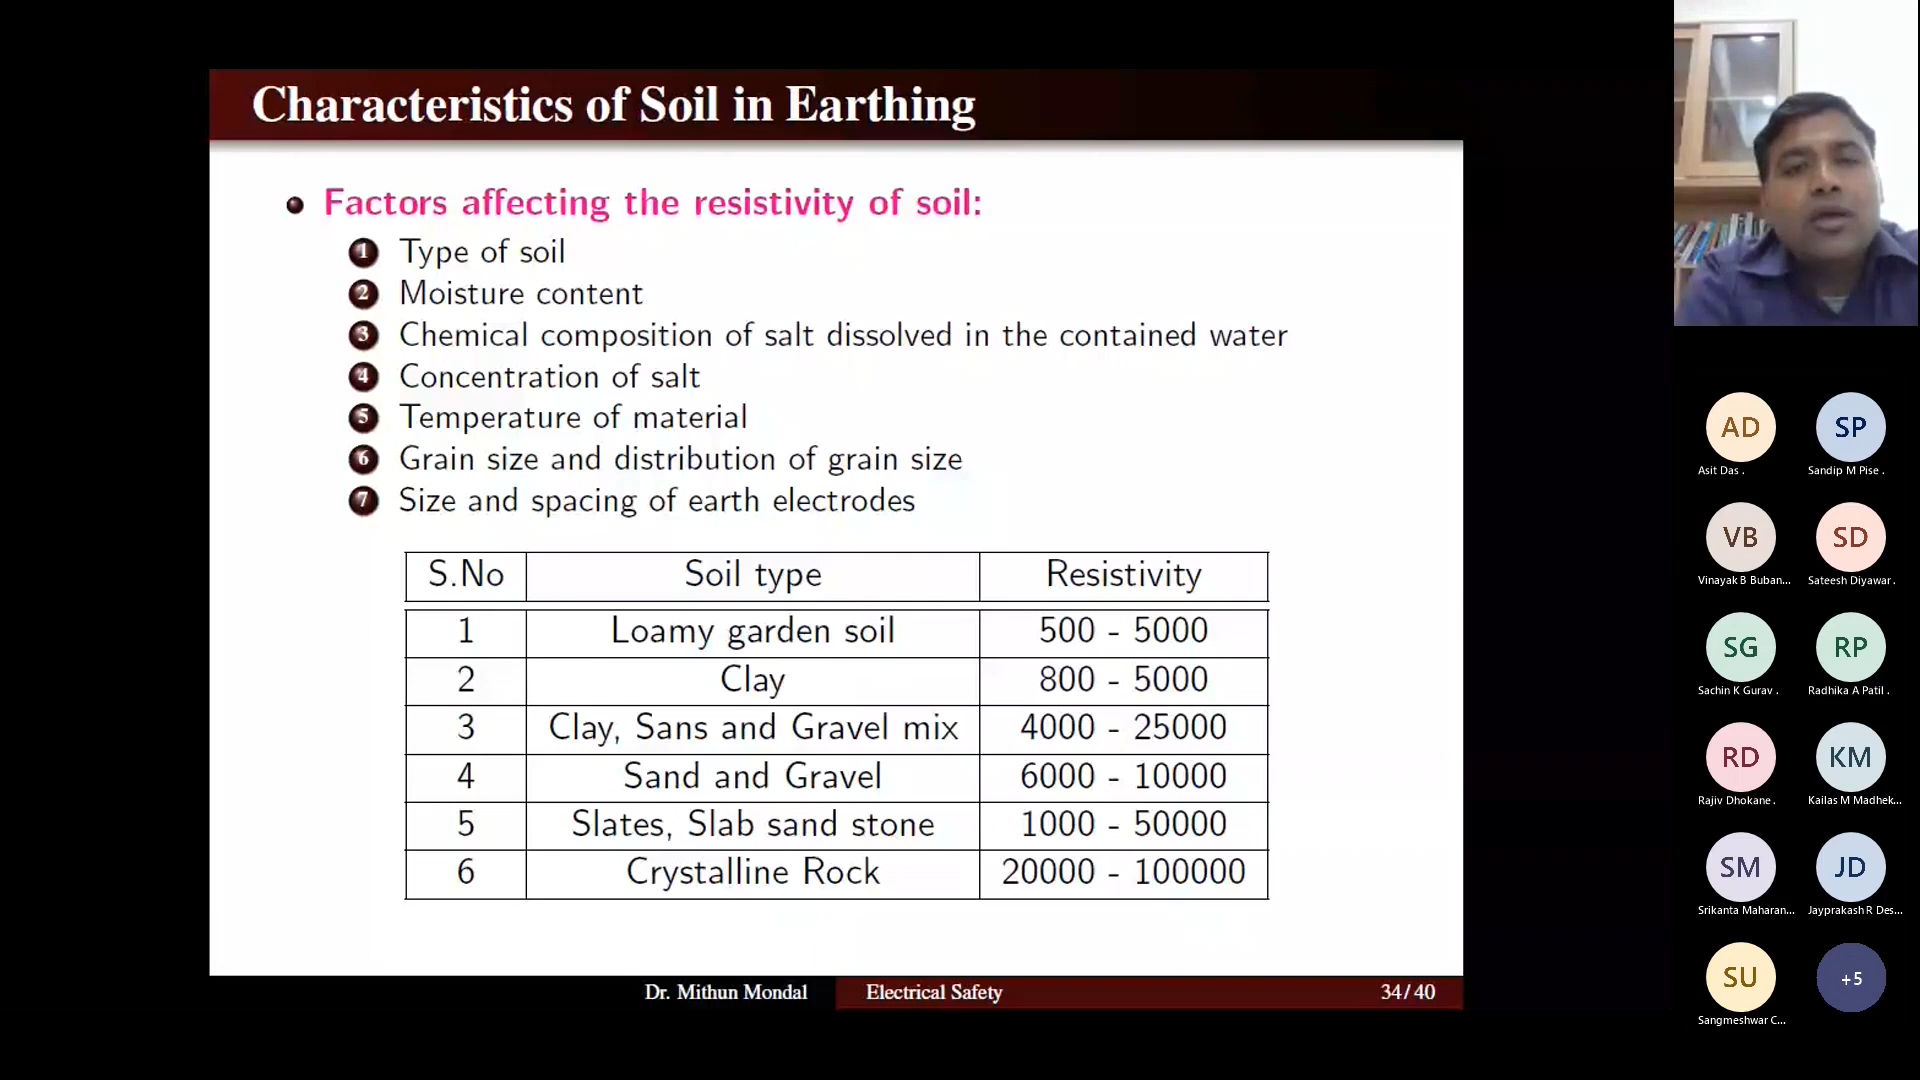 Characteristics of Soil in Earthing
Factors affecting the resistivity of soil:
1 Type of soil
2 Moisture content
3 Chemical composition of salt dissolved in the contained water
4 Concentration of salt
5 Temperature of material
6 Grain size and distribution of grain size
7 Size and spacing of earth electrodes
S.No Soil type Resistivity
1 Loamy garden soil 500 - 5000
2 Clay 800 - 5000
3 Clay, Sans and Gravel mix 4000 - 25000
4 Sand and Gravel 6000 - 10000
5 Slates, Slab sand stone 1000 - 50000
6 Crystalline Rock 20000 - 100000
Dr. Mithun Mondal Electrical Safety 34/40
AD SP
Asit Das . Sandip M Pise .
VB SD
Vinayak B Buban... Sateesh Diyawar .
SG RP
Sachin K Gurav . Radhika A Patil .
RD KM
Rajiv Dhokane . Kailas M Madhek...
SM JD
Srikanta Maharan... Jayprakash R Des...
SU +5
Sangmeshwar C...